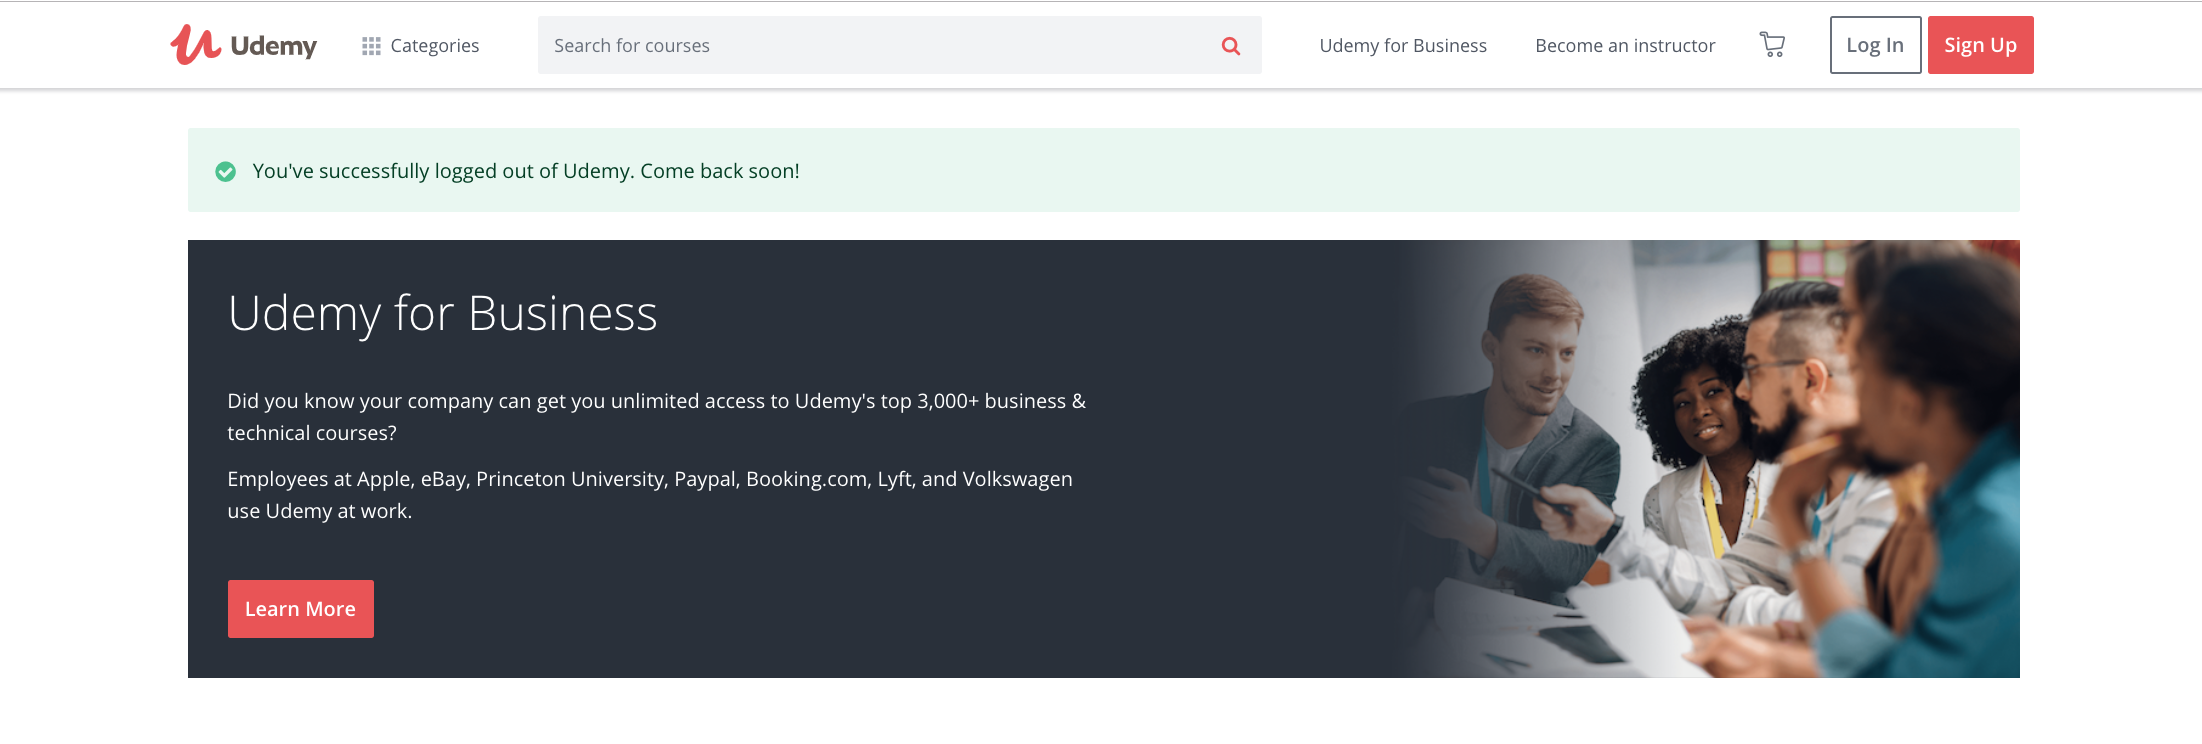 Udemy
Categories
Search for courses
Udemy for Business
Become an instructor
Log In
Sign Up
You've successfully logged out of Udemy. Come back soon!
Udemy for Business
Did you know your company can get you unlimited access to Udemy's top 3,000+ business &
technical courses?
Employees at Apple, eBay, Princeton University, Paypal, Booking.com, Lyft, and Volkswagen
use Udemy at work.
Learn More